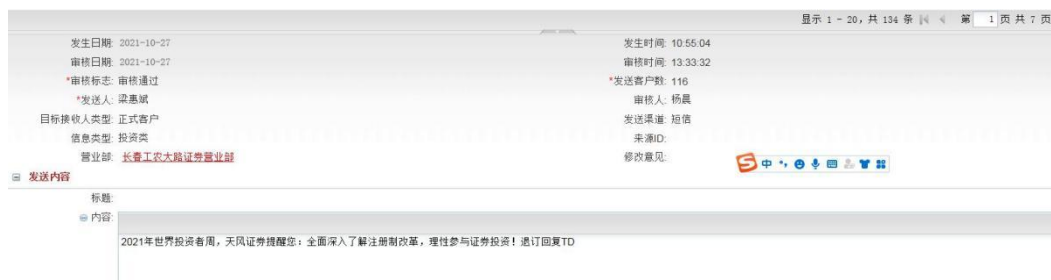 显示 1 - 20，共 134 条 第 1 页 共 7 页
发生日期: 2021-10-27 发生时间: 10:55:04
审核日期: 2021-10-27 审核时间: 13:33:32
*审核标志: 审核通过 *发送客户数: 116
*发送人: 梁惠斌 审核人: 杨晨
目标接收人类型: 正式客户 发送渠道: 短信
信息类型: 投资类 来源ID:
营业部: 长春工农大路证券营业部 修改意见:
中
发送内容
标题:
内容:
2021年世界投资者周，天风证券提醒您：全面深入了解注册制改革，理性参与证券投资！退订回复TD